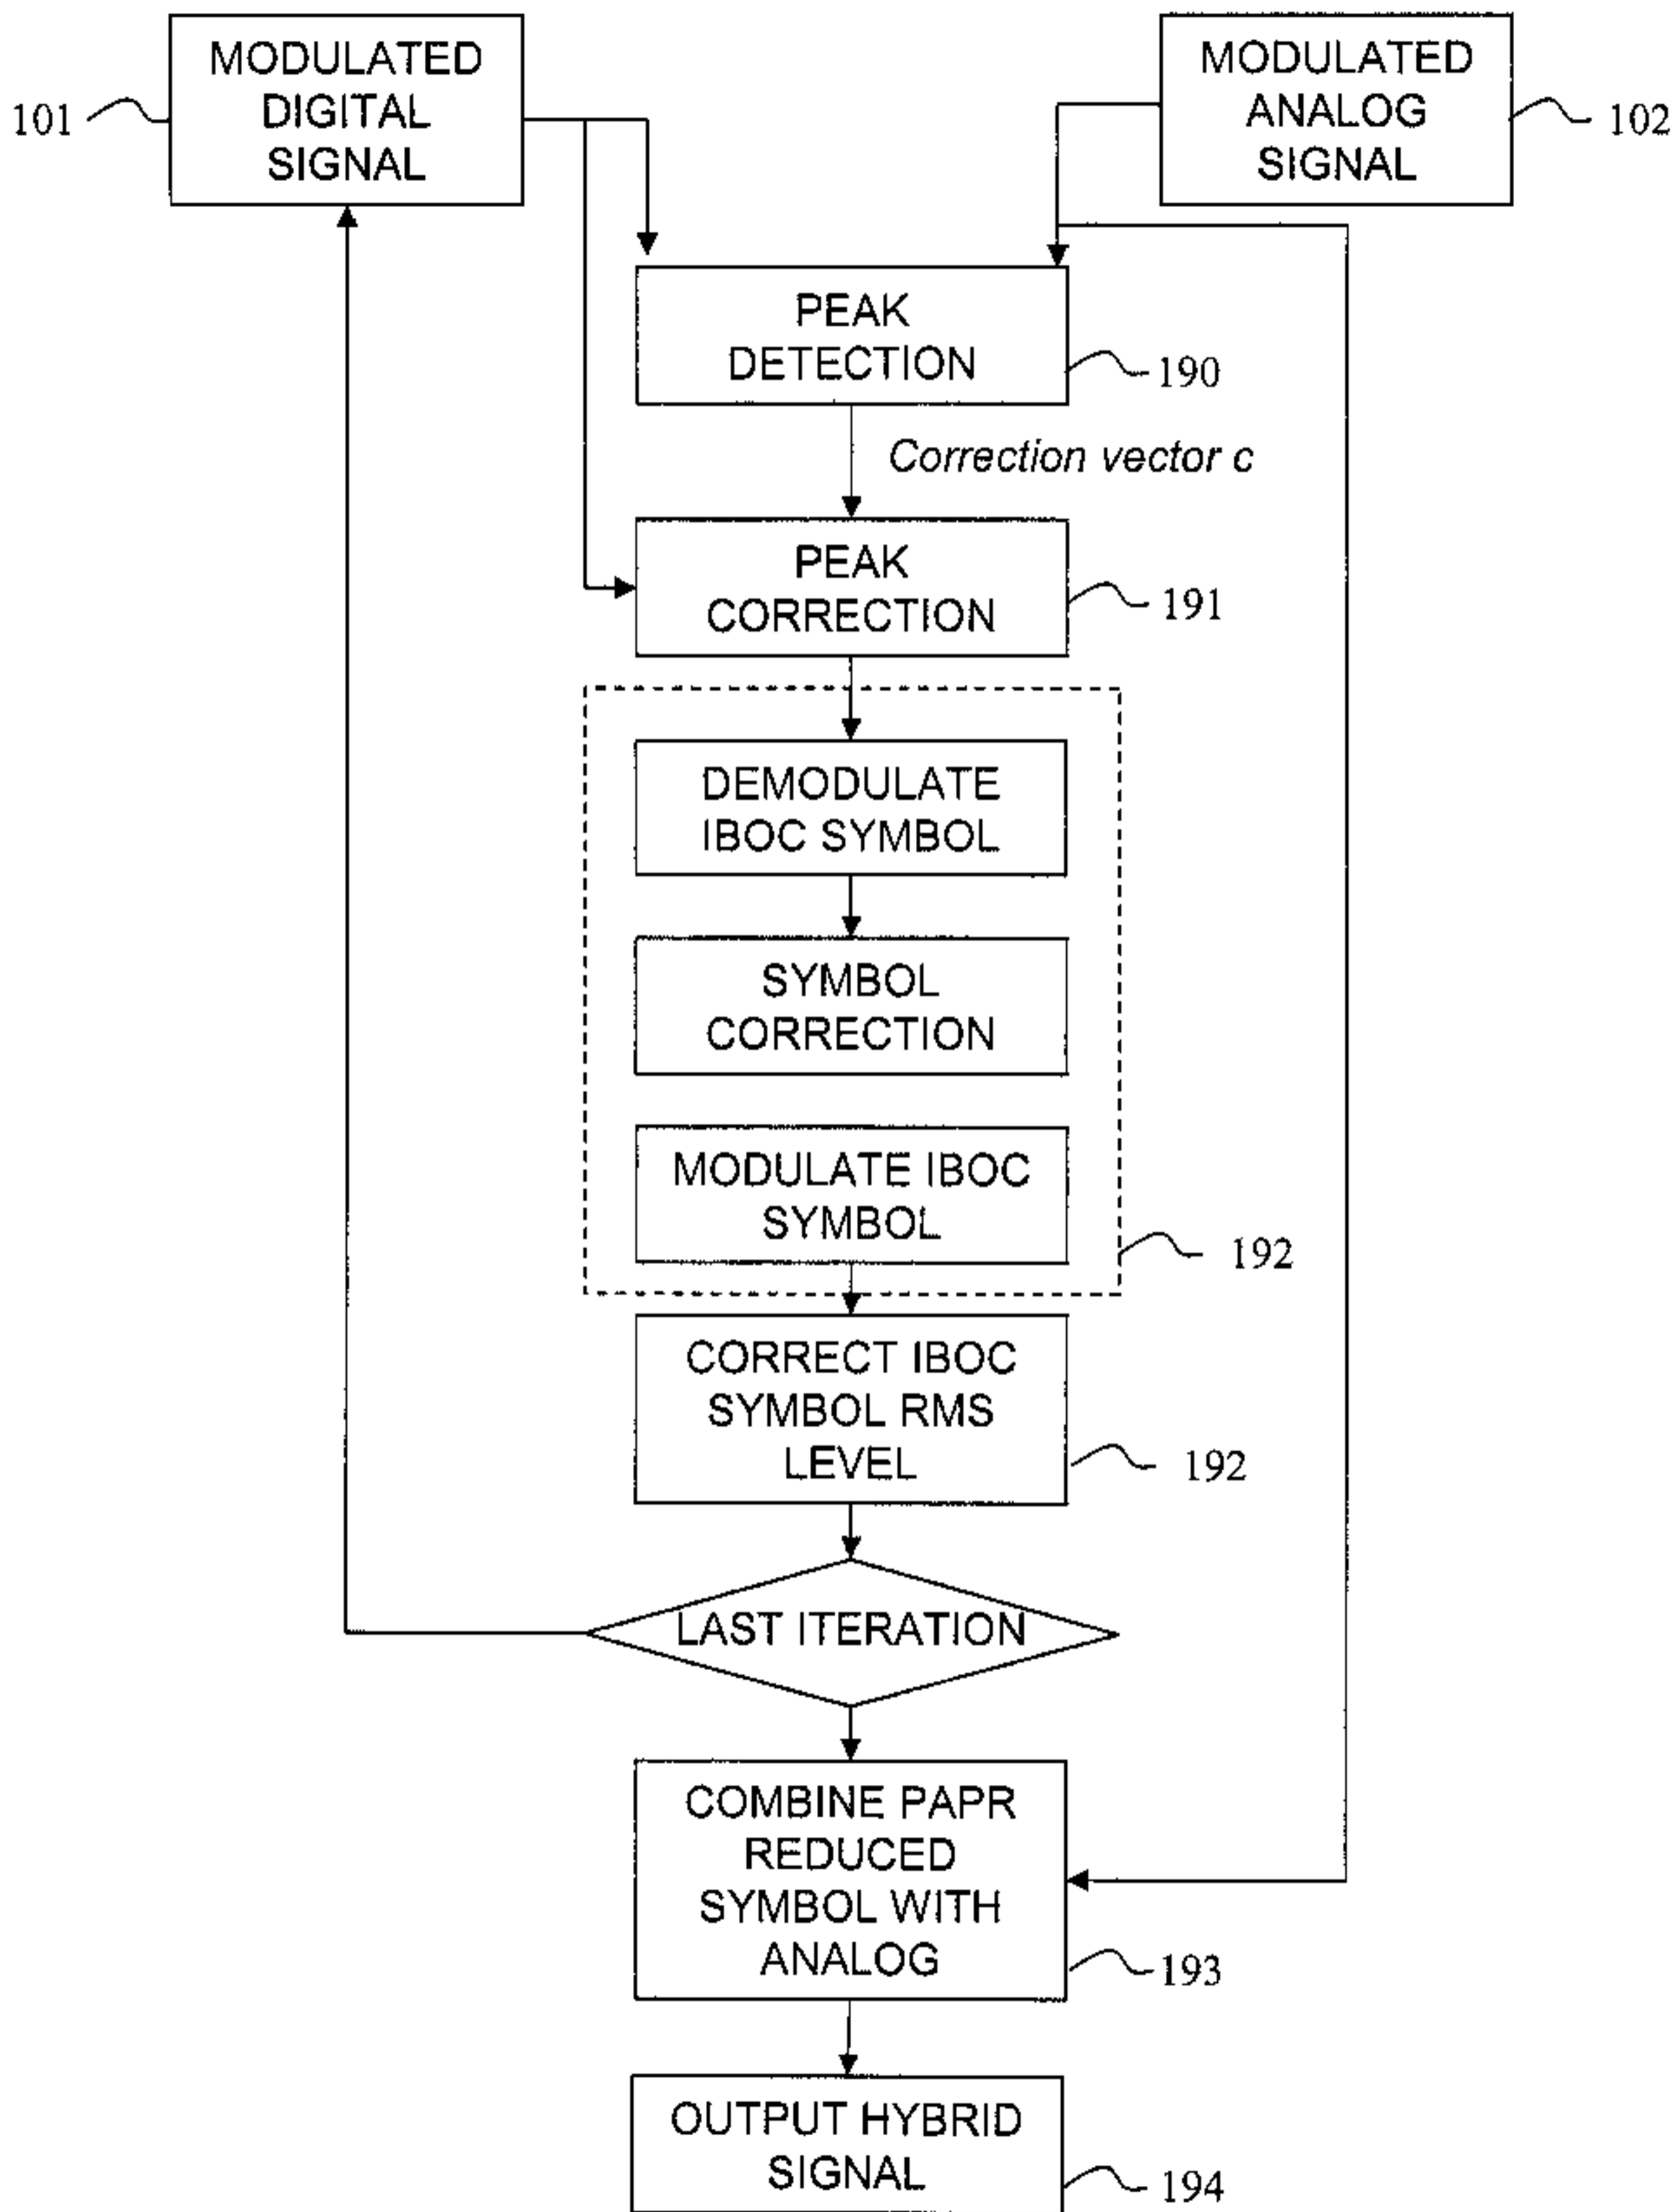 MODULATED
DIGITAL
SIGNAL
101
MODULATED
ANALOG
SIGNAL
102
PEAK
DETECTION
190
Correction vector c
PEAK
CORRECTION
191
DEMODULATE
IBOC SYMBOL
SYMBOL
CORRECTION
MODULATE IBOC
SYMBOL
192
CORRECT IBOC
SYMBOL RMS
LEVEL
192
LAST ITERATION
COMBINE PAPR
REDUCED
SYMBOL WITH
ANALOG
193
OUTPUT HYBRID
SIGNAL
194